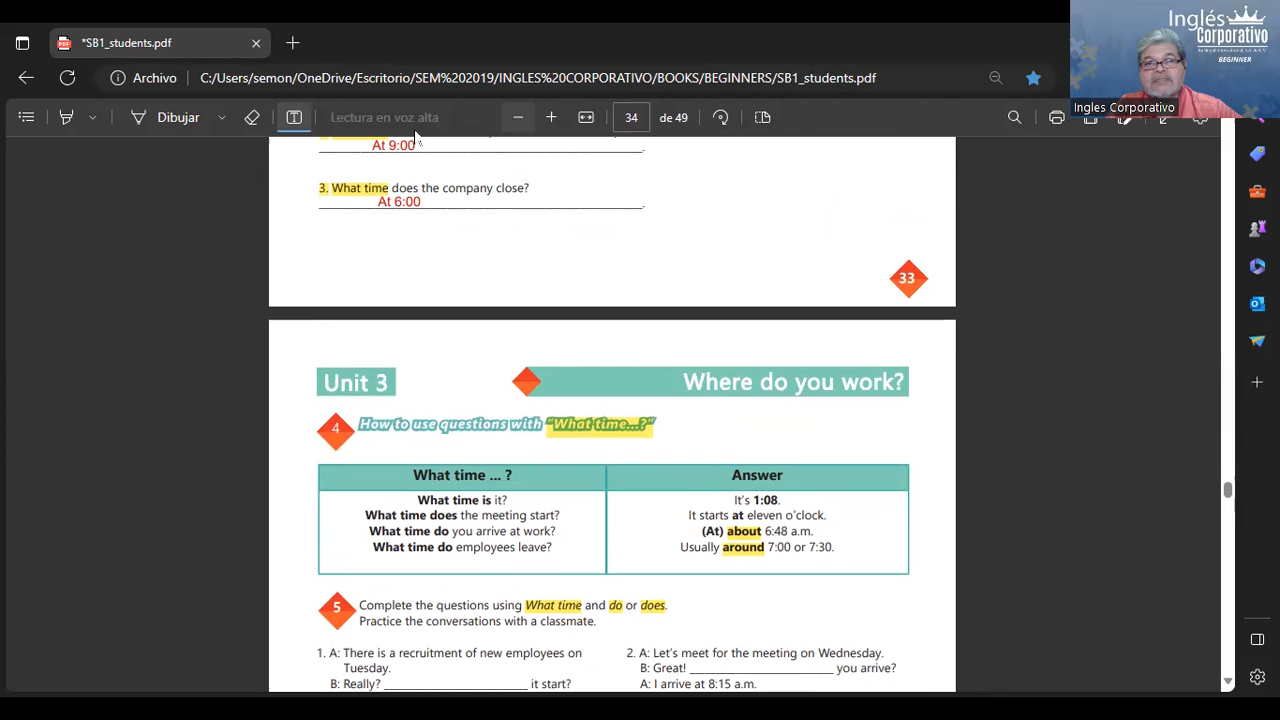 *SB1_students.pdf
Archivo
C:/Users/semon/OneDrive/Escritorio/SEM%202019/INGLES%20CORPORATIVO/BOOKS/BEGINNERS/SB1_students.pdf
Dibujar
Lectura en voz alta
34
de 49
Inglés
Corporativo
BEGINNER
Ingles Corporativo
At 9:00
3. What time does the company close?
At 6:00
33
Unit 3
Where do you work?
4
How to use questions with "What time...?"
What time ... ?
Answer
What time is it?
It's 1:08.
What time does the meeting start?
It starts at eleven o'clock.
What time do you arrive at work?
(At) about 6:48 a.m.
What time do employees leave?
Usually around 7:00 or 7:30.
5
Complete the questions using What time and do or does.
Practice the conversations with a classmate.
1. A: There is a recruitment of new employees on
Tuesday.
B: Really? ____________________ it start?
2. A: Let's meet for the meeting on Wednesday.
B: Great! ____________________ you arrive?
A: I arrive at 8:15 a.m.